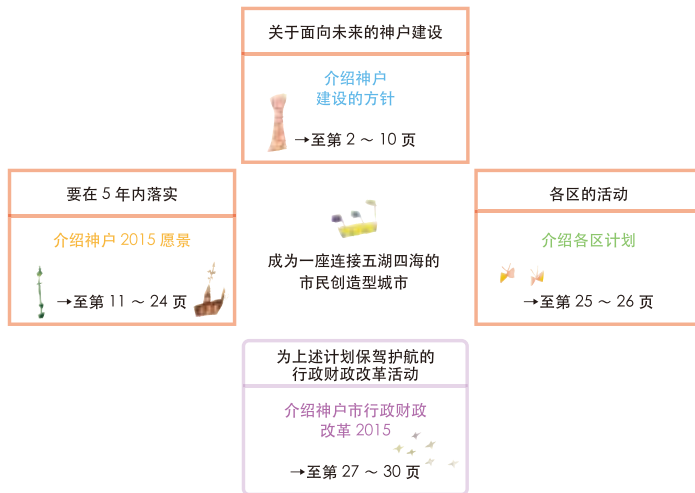 关于面向未来的神户建设
介绍神户
建设的方针
→至第 2 ～ 10 页
要在 5 年内落实
介绍神户 2015 愿景
→至第 11 ～ 24 页
成为一座连接五湖四海的
市民创造型城市
各区的活动
介绍各区计划
→至第 25 ～ 26 页
为上述计划保驾护航的
行政财政改革活动
介绍神户市行政财政
改革 2015
→至第 27 ～ 30 页